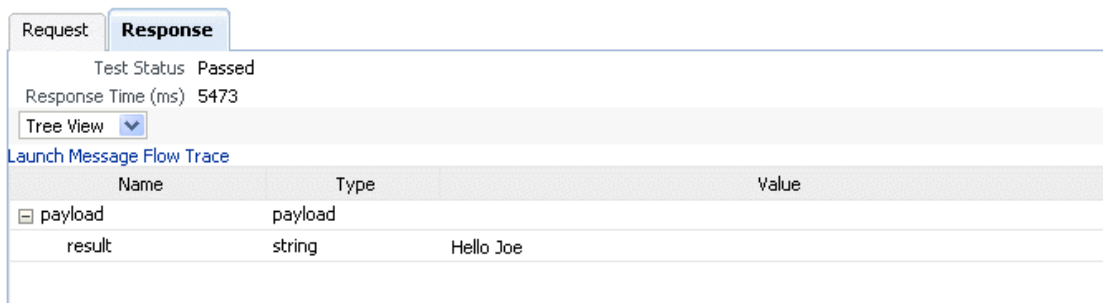 Request Response
Test Status Passed
Response Time (ms) 5473
Tree View
Launch Message Flow Trace
Name Type Value
payload payload
result string Hello Joe